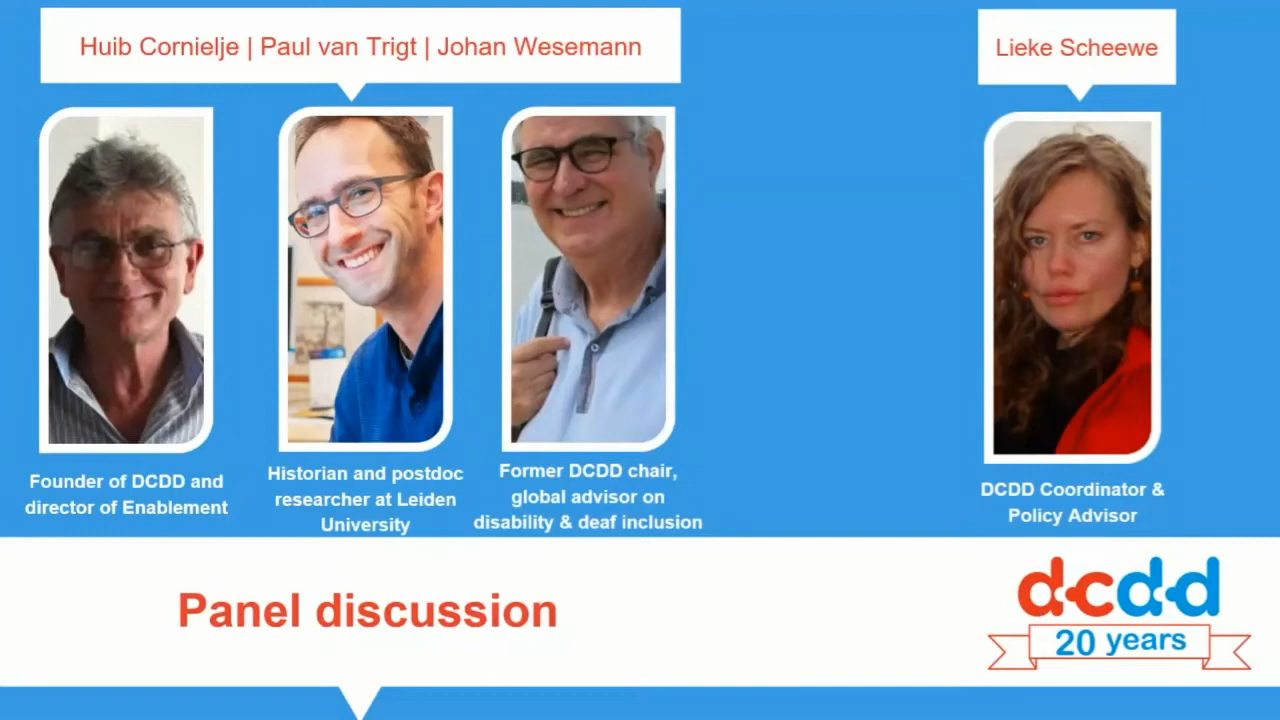 Huib Cornielje | Paul van Trigt | Johan Wesemann
Lieke Scheewe
Founder of DCDD and
director of Enablement
Historian and postdoc
researcher at Leiden
University
Former DCDD chair,
global advisor on
disability & deaf inclusion
DCDD Coordinator &
Policy Advisor
Panel discussion
dcdd
20 years